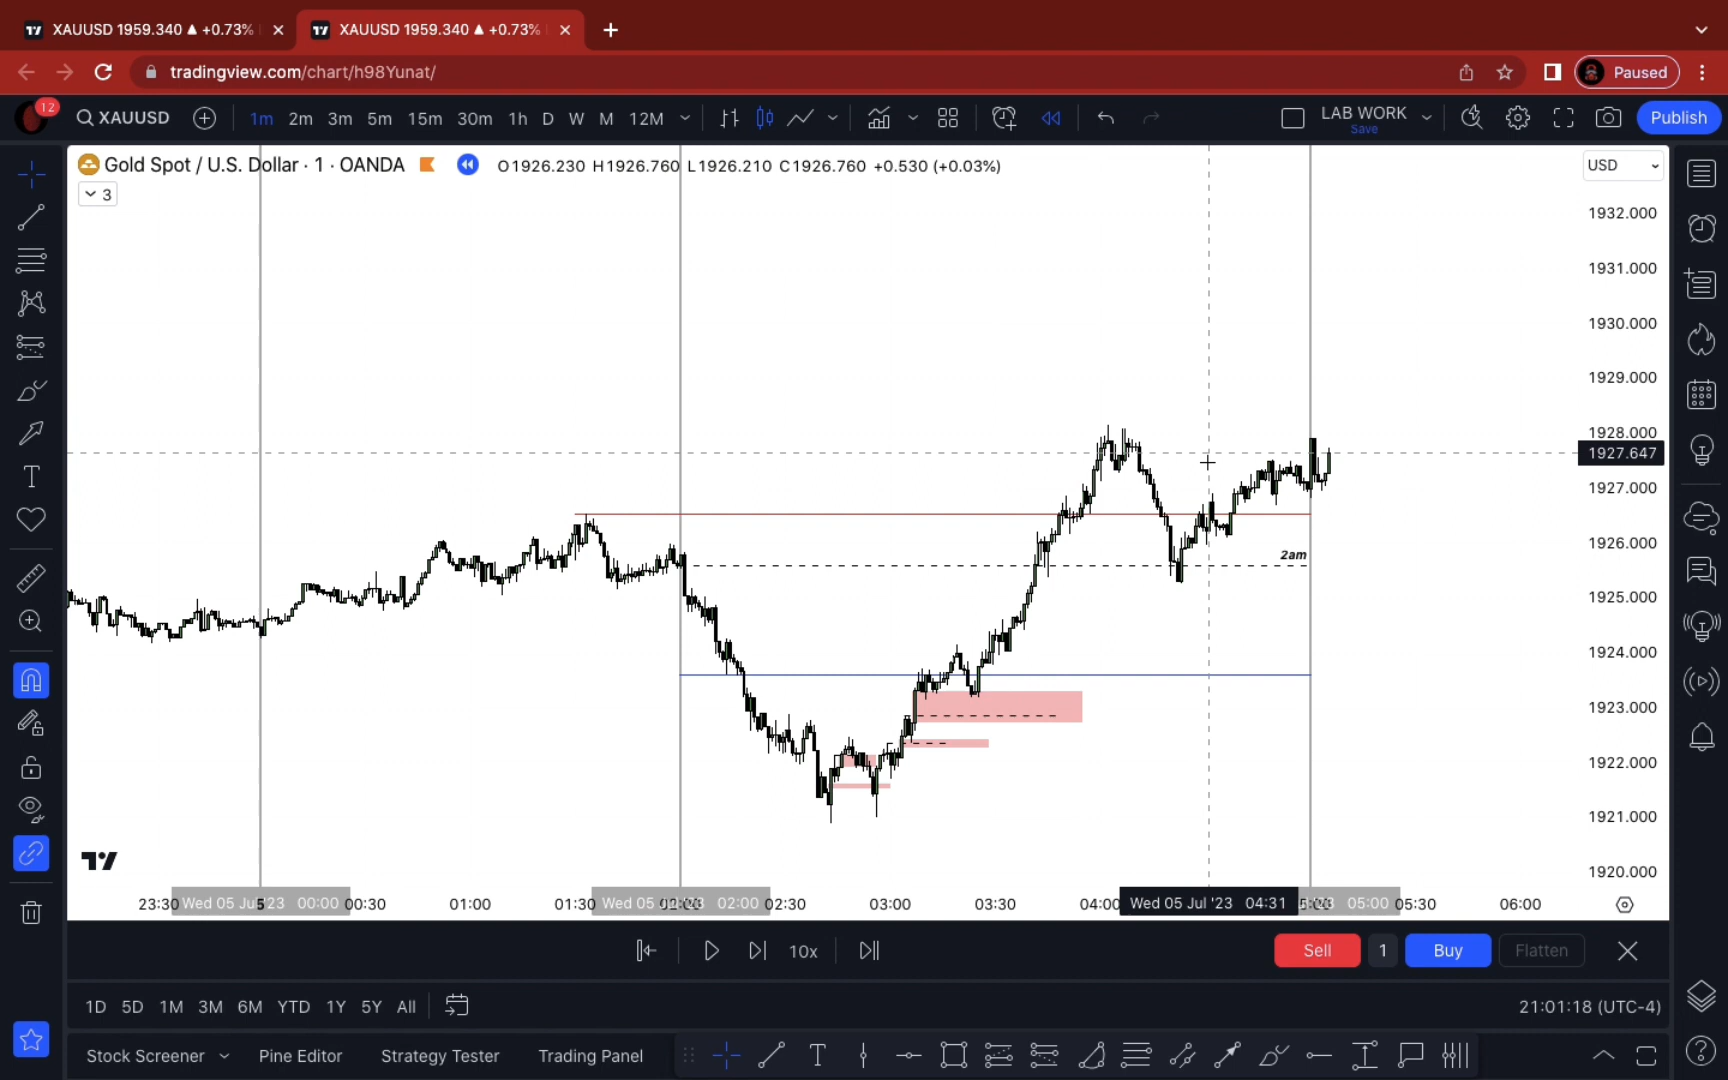 XAUUSD 1959.340 ▲ +0.73%
XAUUSD 1959.340 ▲ +0.73%
tradingview.com/chart/h98Yunat/
Paused
12
XAUUSD
1m 2m 3m 5m 15m 30m 1h D W M 12M
LAB WORK
Save
Publish
Gold Spot / U.S. Dollar · 1 · OANDA
O1926.230 H1926.760 L1926.210 C1926.760 +0.530 (+0.03%)
USD
3
1932.000
1931.000
1930.000
1929.000
1928.000
1927.647
1927.000
1926.000
2am
1925.000
1924.000
1923.000
1922.000
1921.000
1920.000
23:30 Wed 05 Ju 5 23 00:00 00:30 01:00 01:30 Wed 05 02:00 02:30 03:00 03:30 04:00 Wed 05 Jul '23 04:31 '23 05:00 05:30 06:00
10x
Sell 1 Buy Flatten
1D 5D 1M 3M 6M YTD 1Y 5Y All
21:01:18 (UTC-4)
Stock Screener Pine Editor Strategy Tester Trading Panel